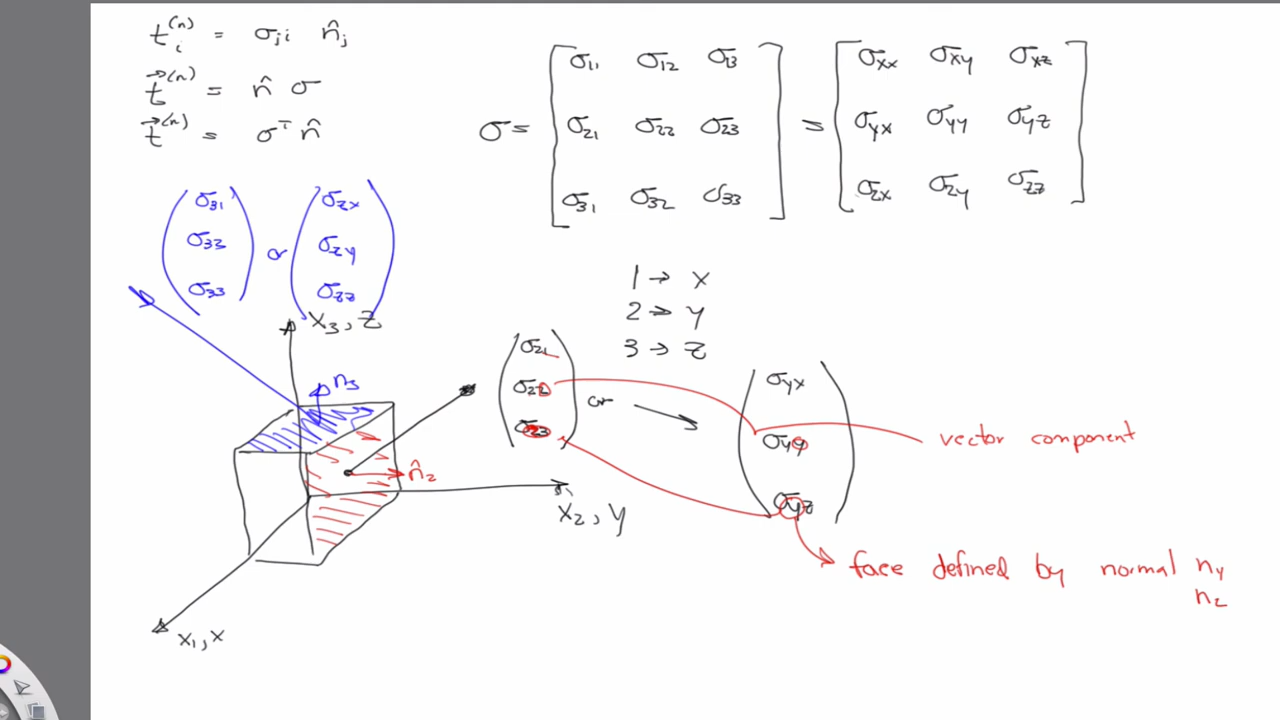 t_i^(n) = σ_ji n̂_j
t⃗^(n) = n̂ σ
t⃗^(n) = σ^T n̂
σ = [ σ11 σ12 σ13 ] = [ σxx σxy σxz ]
[ σ21 σ22 σ23 ] [ σyx σyy σyz ]
[ σ31 σ32 σ33 ] [ σzx σzy σzz ]
( σ31 ) or ( σzx )
( σ32 ) ( σzy )
( σ33 ) ( σzz )
1 → X
2 → Y
3 → Z
X3, Z
n3
n̂2
X2, Y
X1, X
( σ21 ) or → ( σyx )
( σ22 ) ( σyy )
( σ23 ) ( σyz )
vector component
face defined by normal ny
n2